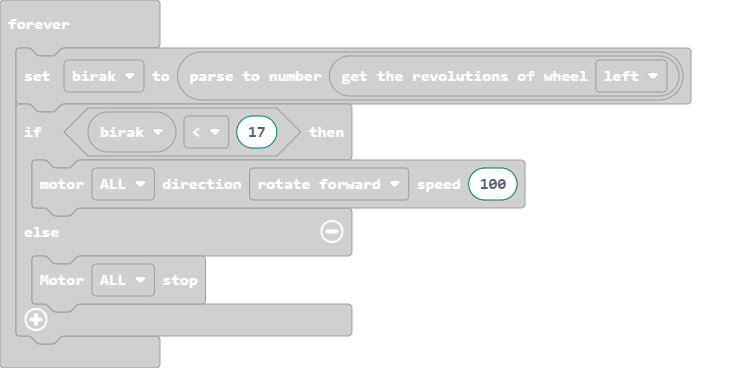 forever
set birak to parse to number get the revolutions of wheel left
if birak < 17 then
motor ALL direction rotate forward speed 100
else
Motor ALL stop